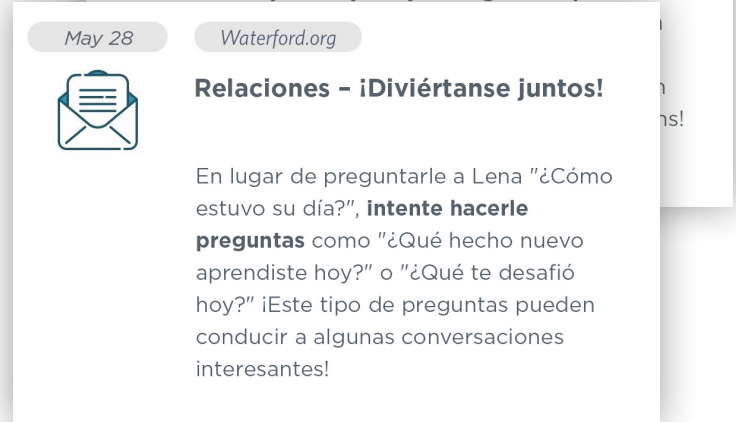 May 28
Waterford.org
Relaciones – ¡Diviértanse juntos!
En lugar de preguntarle a Lena "¿Cómo
estuvo su día?", intente hacerle
preguntas como "¿Qué hecho nuevo
aprendiste hoy?" o "¿Qué te desafió
hoy?" ¡Este tipo de preguntas pueden
conducir a algunas conversaciones
interesantes!